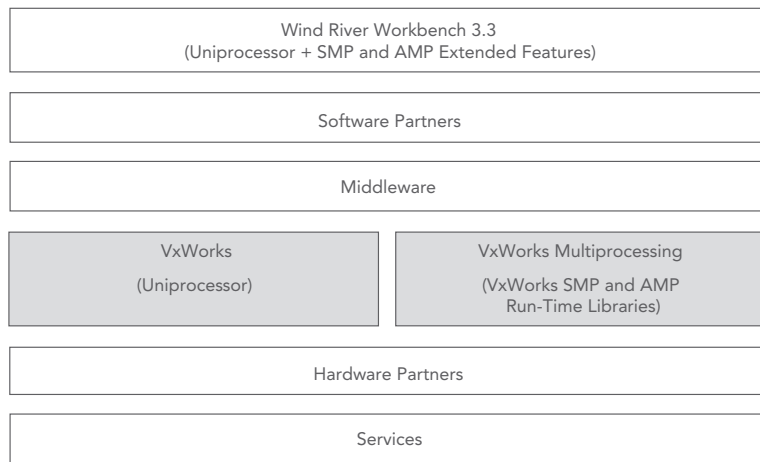 Wind River Workbench 3.3
(Uniprocessor + SMP and AMP Extended Features)
Software Partners
Middleware
VxWorks
(Uniprocessor)
VxWorks Multiprocessing
(VxWorks SMP and AMP
Run-Time Libraries)
Hardware Partners
Services